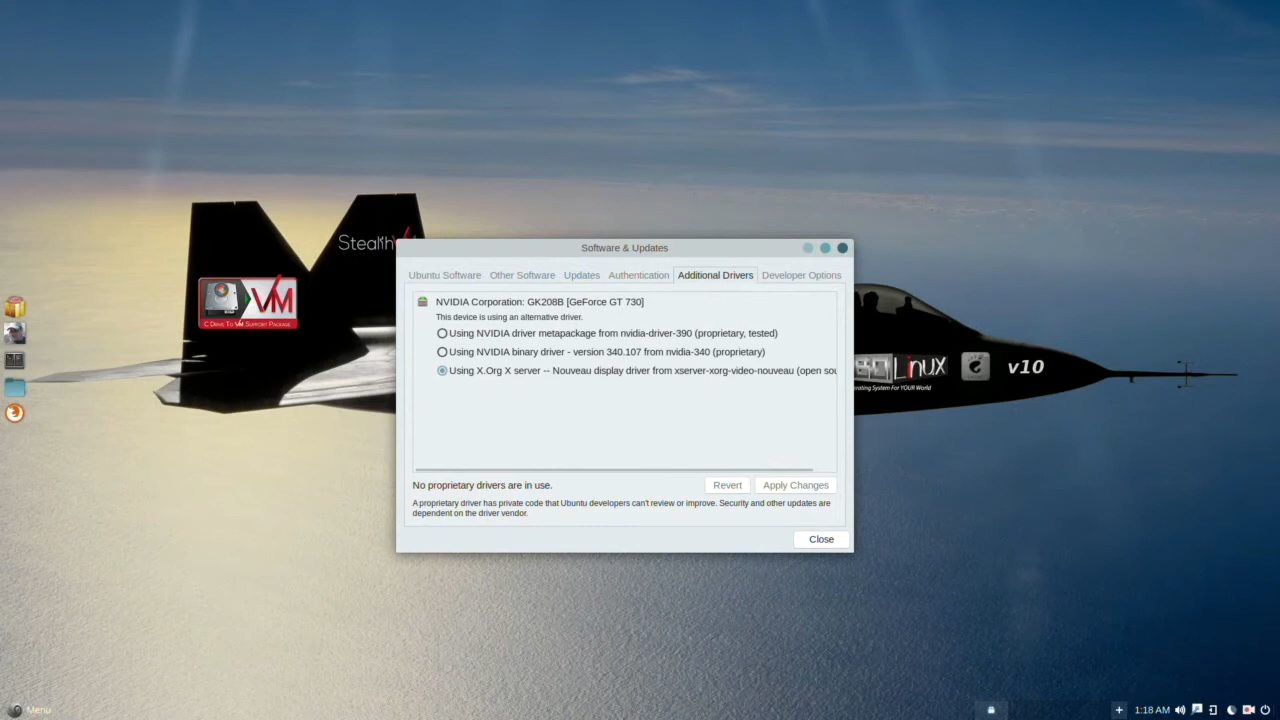 Stealth
VM
C Drive To VM Support Package
Software & Updates
Ubuntu Software
Other Software
Updates
Authentication
Additional Drivers
Developer Options
NVIDIA Corporation: GK208B [GeForce GT 730]
This device is using an alternative driver.
Using NVIDIA driver metapackage from nvidia-driver-390 (proprietary, tested)
Using NVIDIA binary driver - version 340.107 from nvidia-340 (proprietary)
Using X.Org X server -- Nouveau display driver from xserver-xorg-video-nouveau (open sou
No proprietary drivers are in use.
Revert
Apply Changes
A proprietary driver has private code that Ubuntu developers can't review or improve. Security and other updates are
dependent on the driver vendor.
Close
Linux
v10
erating System For YOUR World
Menu
1:18 AM